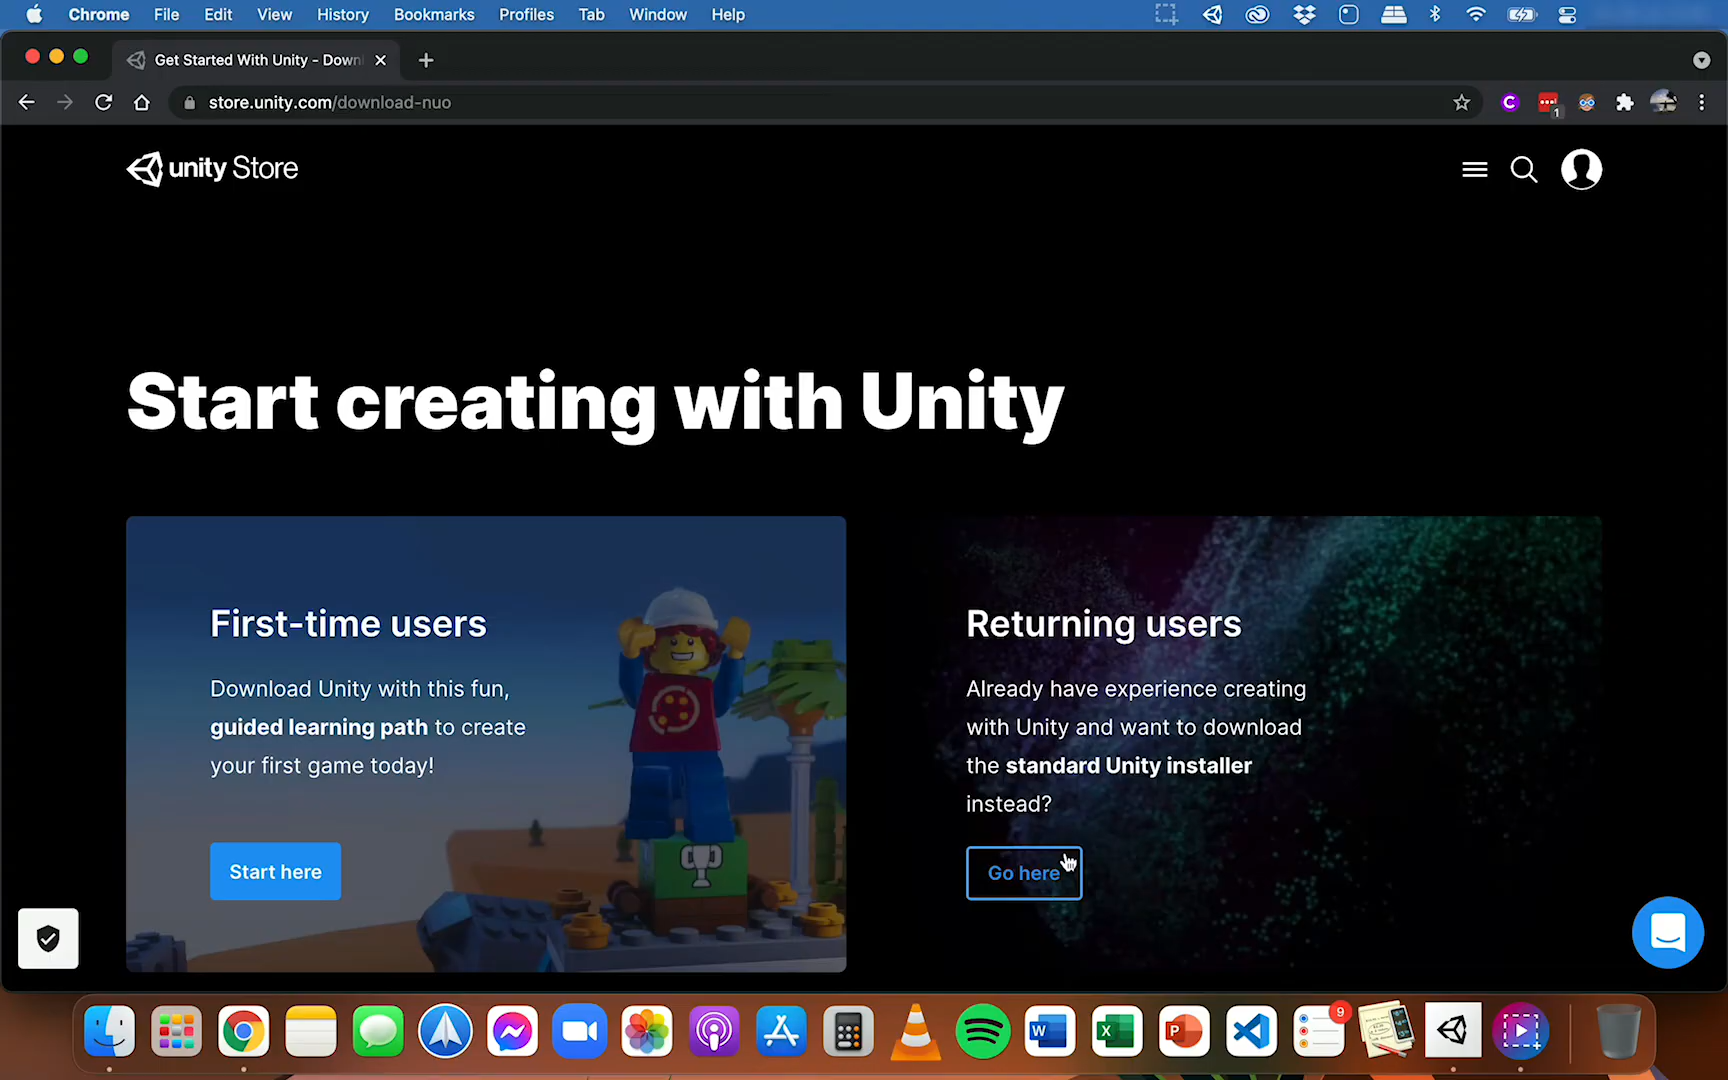 Chrome File Edit View History Bookmarks Profiles Tab Window Help
Get Started With Unity - Down
store.unity.com/download-nuo
1
unity Store
Start creating with Unity
First-time users
Download Unity with this fun,
guided learning path to create
your first game today!
Start here
Returning users
Already have experience creating
with Unity and want to download
the standard Unity installer
instead?
Go here
9